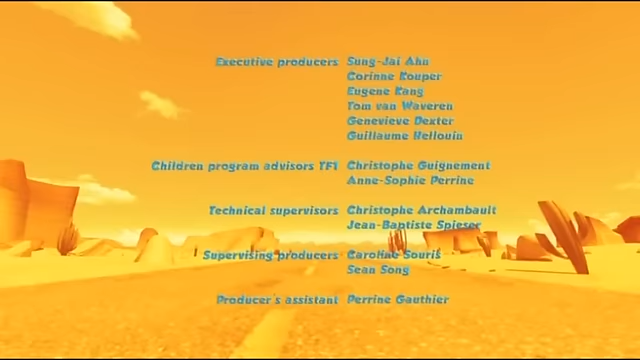 Executive producers Sung-Jai Ahn
Corinne Kouper
Eugene Kang
Tom van Waveren
Genevieve Dexter
Guillaume Hellouin
Children program advisors TF1 Christophe Guignement
Anne-Sophie Perrine
Technical supervisors Christophe Archambault
Jean-Baptiste Spieser
Supervising producers Caroline Souris
Sean Song
Producer's assistant Perrine Gauthier